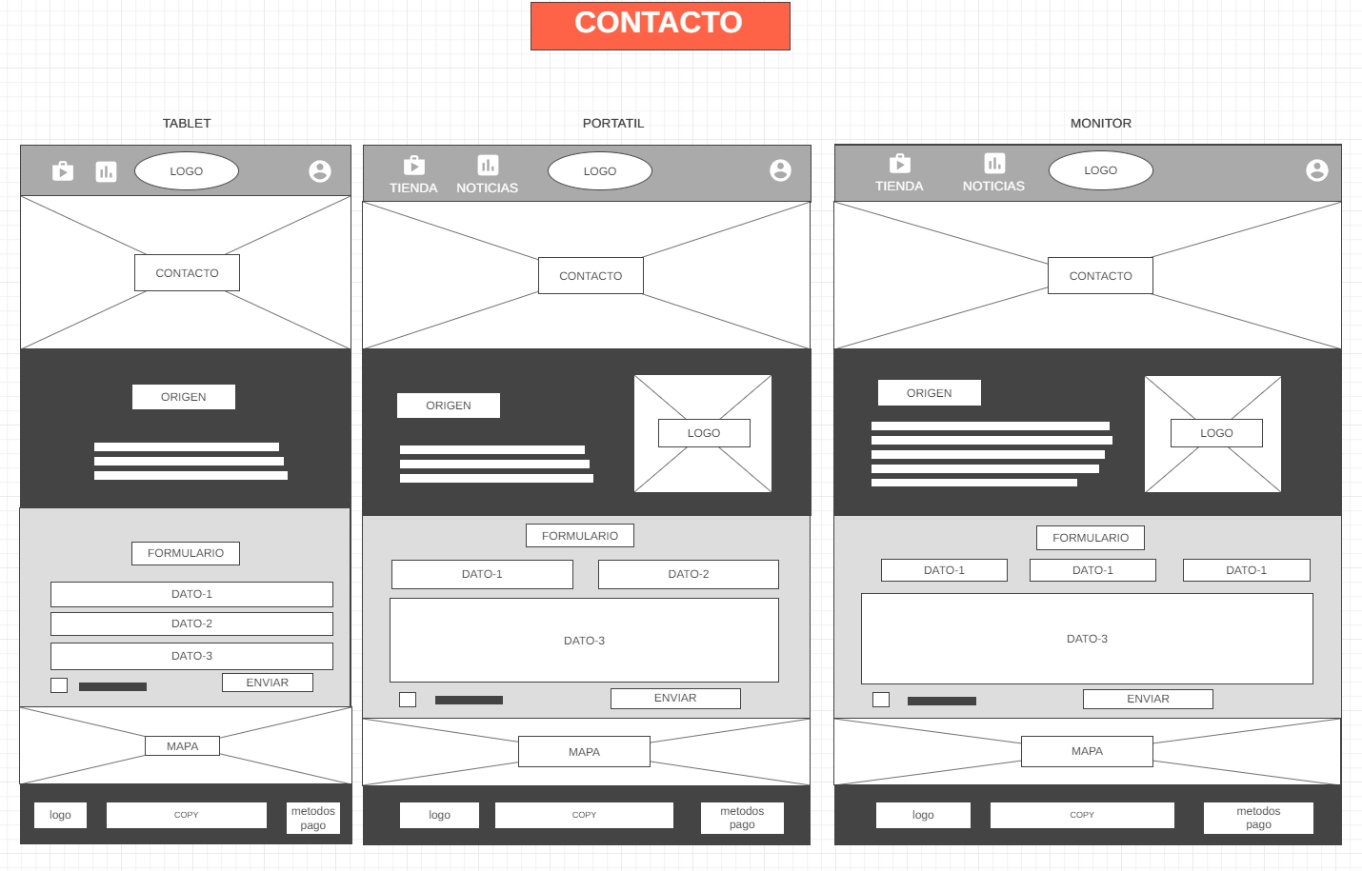 CONTACTO
TABLET
LOGO
CONTACTO
ORIGEN
FORMULARIO
DATO-1
DATO-2
DATO-3
ENVIAR
MAPA
logo
COPY
metodos
pago
PORTATIL
TIENDA
NOTICIAS
LOGO
CONTACTO
ORIGEN
LOGO
FORMULARIO
DATO-1
DATO-2
DATO-3
ENVIAR
MAPA
logo
COPY
metodos
pago
MONITOR
TIENDA
NOTICIAS
LOGO
CONTACTO
ORIGEN
LOGO
FORMULARIO
DATO-1
DATO-1
DATO-1
DATO-3
ENVIAR
MAPA
logo
COPY
metodos
pago